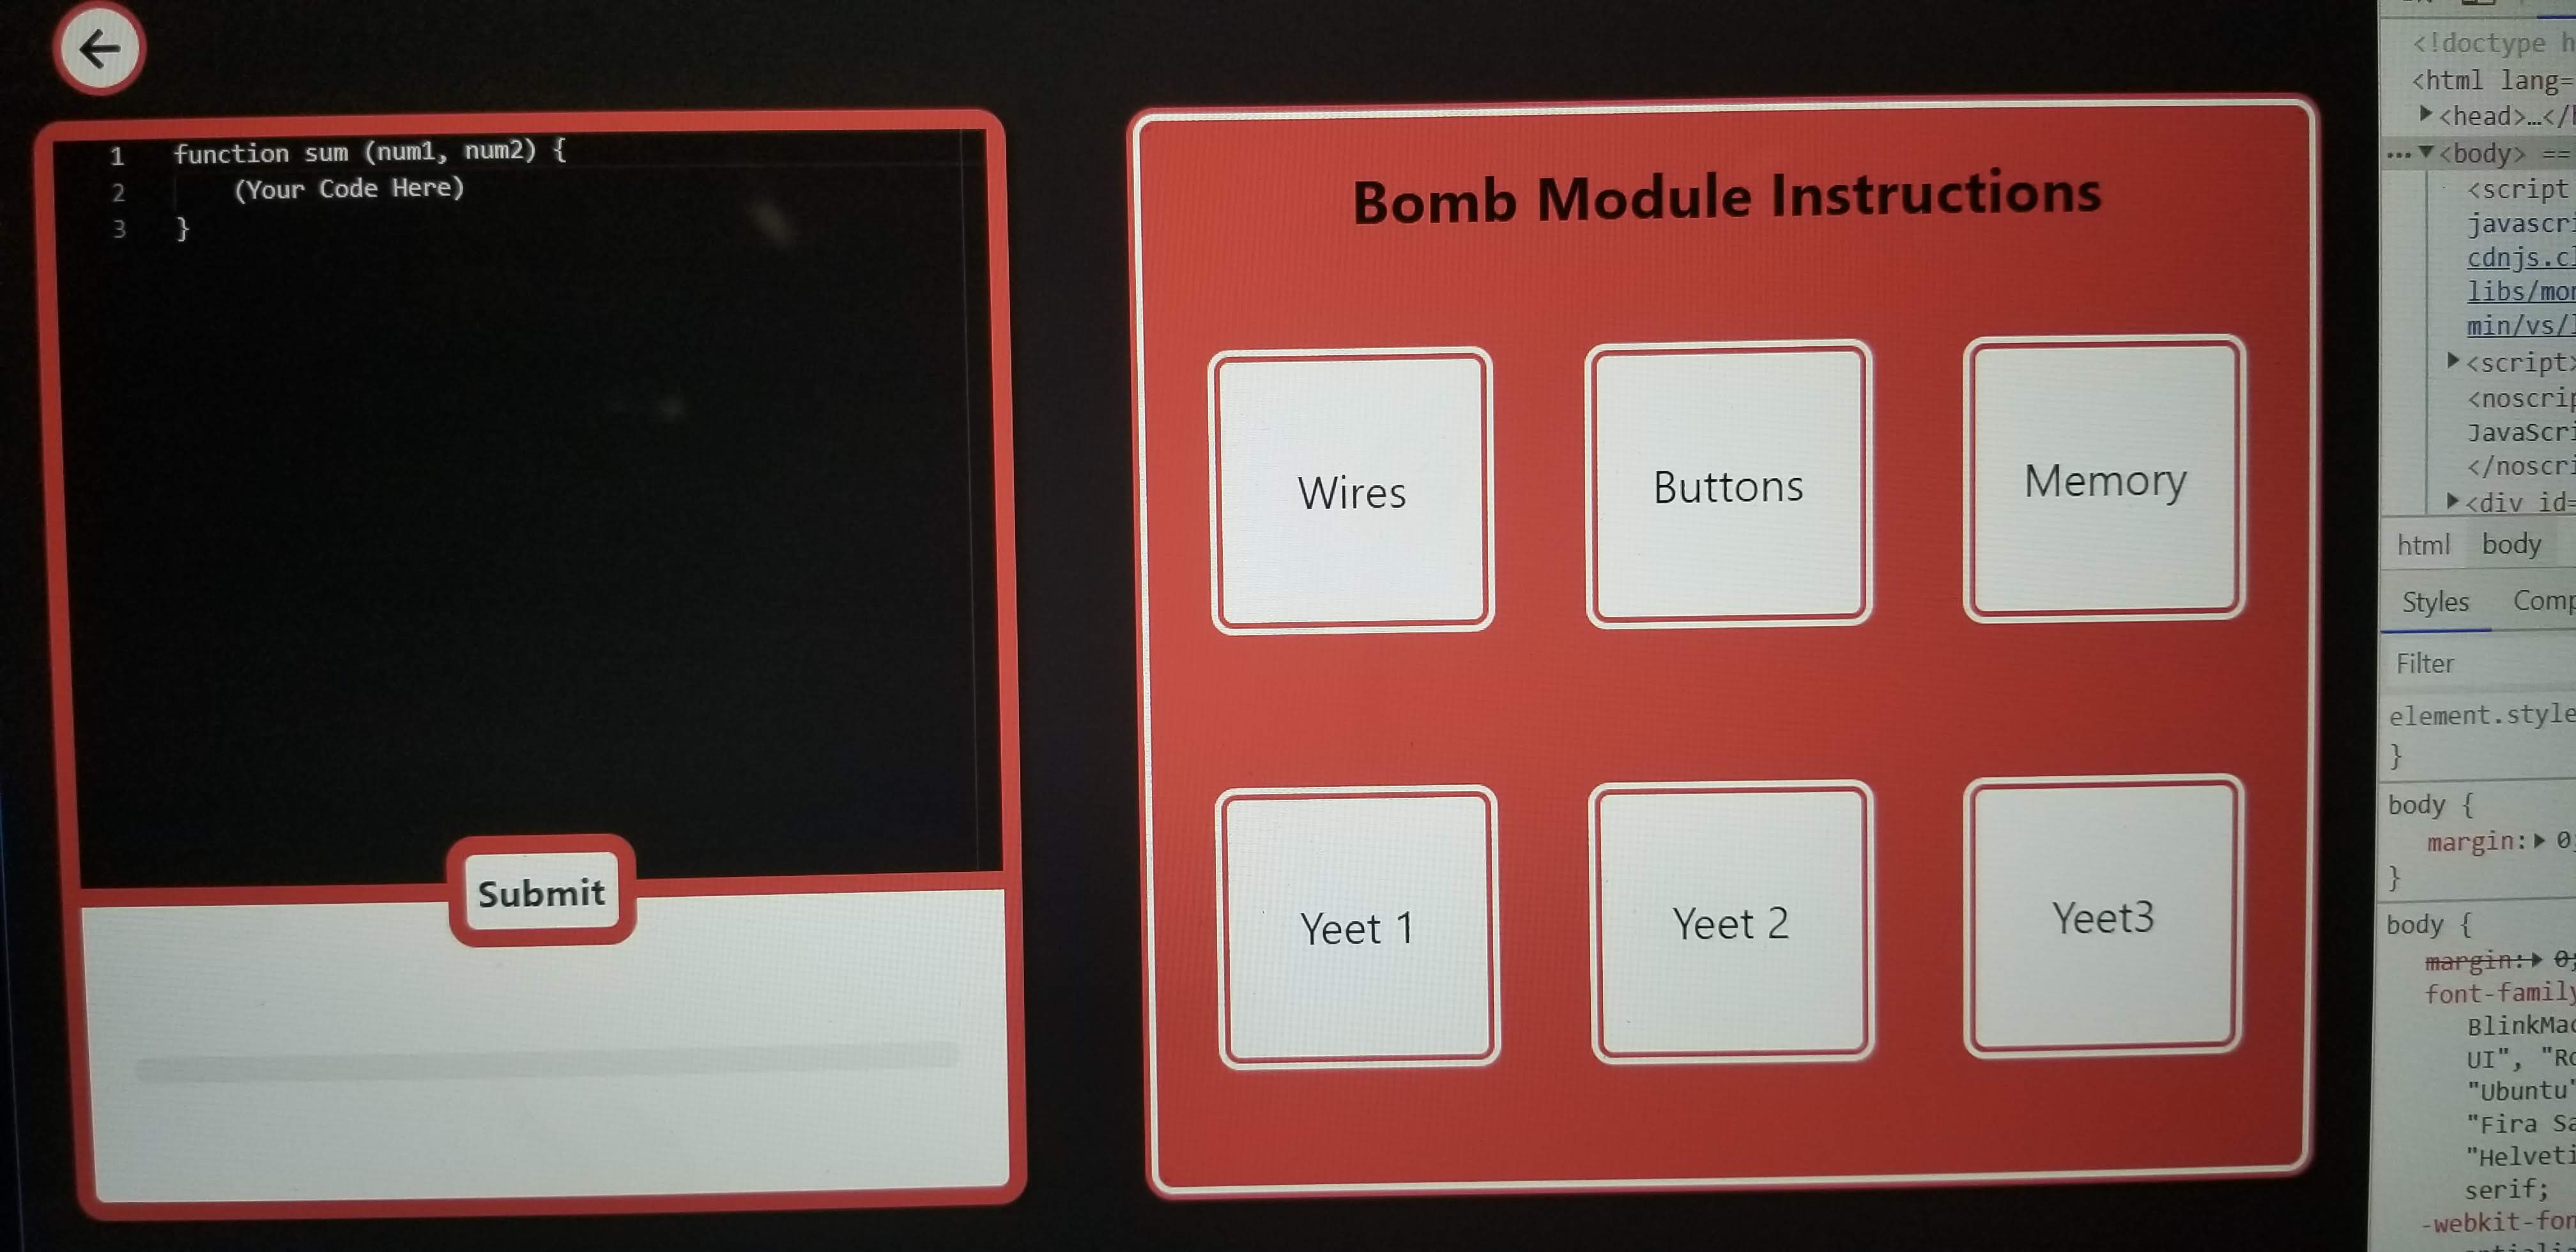 1 function sum (num1, num2) {
2 (Your Code Here)
3 }
Submit
Bomb Module Instructions
Wires
Buttons
Memory
Yeet 1
Yeet 2
Yeet3
<!doctype h
<html lang=
<head>…</h
<body> ==
<script
javascri
cdnjs.cl
libs/mon
min/vs/l
<script>
<noscrip
JavaScri
</noscri
<div id=
html body
Styles Comp
Filter
element.style
}
body {
margin: 0;
}
body {
margin: 0;
font-family
BlinkMac
UI", "Ro
"Ubuntu"
"Fira Sa
"Helveti
serif;
-webkit-fon